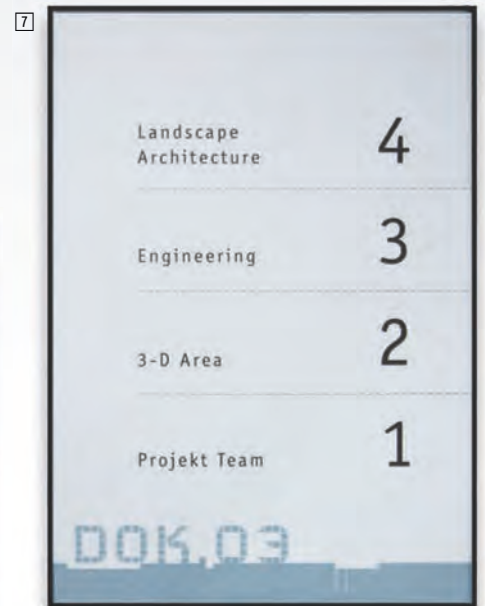 7
Landscape
Architecture
4
Engineering
3
3-D Area
2
Projekt Team
1
DOK.03